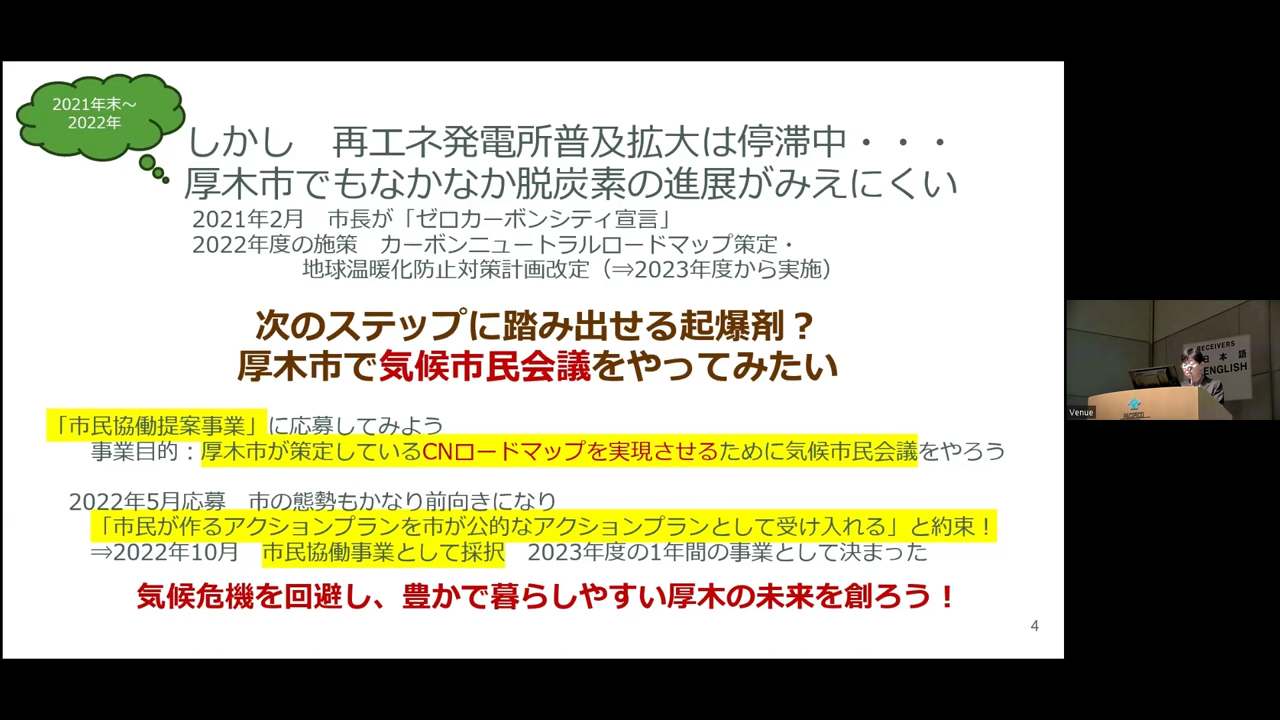 2021年末～
2022年
しかし　再エネ発電所普及拡大は停滞中・・・
厚木市でもなかなか脱炭素の進展がみえにくい
2021年2月　市長が「ゼロカーボンシティ宣言」
2022年度の施策　カーボンニュートラルロードマップ策定・
地球温暖化防止対策計画改定（⇒2023年度から実施）
次のステップに踏み出せる起爆剤？
厚木市で気候市民会議をやってみたい
「市民協働提案事業」に応募してみよう
事業目的：厚木市が策定しているCNロードマップを実現させるために気候市民会議をやろう
2022年5月応募　市の態勢もかなり前向きになり
「市民が作るアクションプランを市が公的なアクションプランとして受け入れる」と約束！
⇒2022年10月　市民協働事業として採択　2023年度の1年間の事業として決まった
気候危機を回避し、豊かで暮らしやすい厚木の未来を創ろう！
4
RECEIVERS
日本語
ENGLISH
Venue